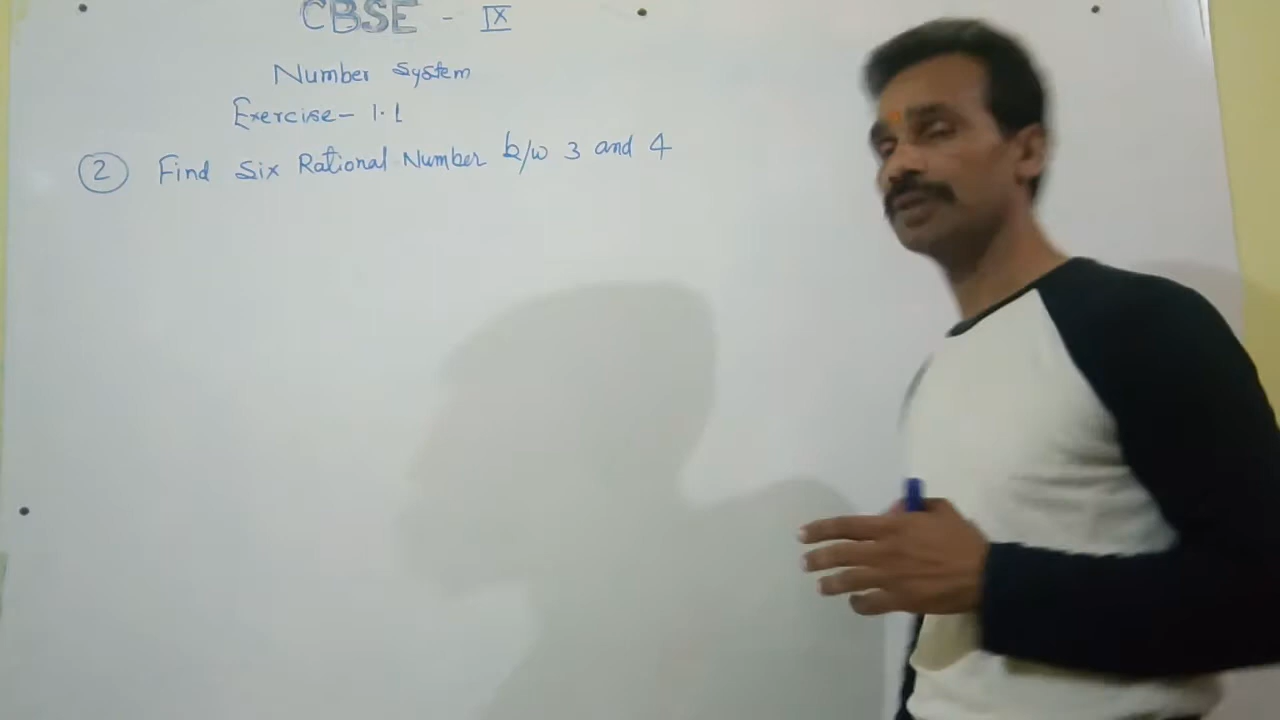 CBSE - IX
Number System
Exercise - 1.1
2 Find Six Rational Number b/w 3 and 4